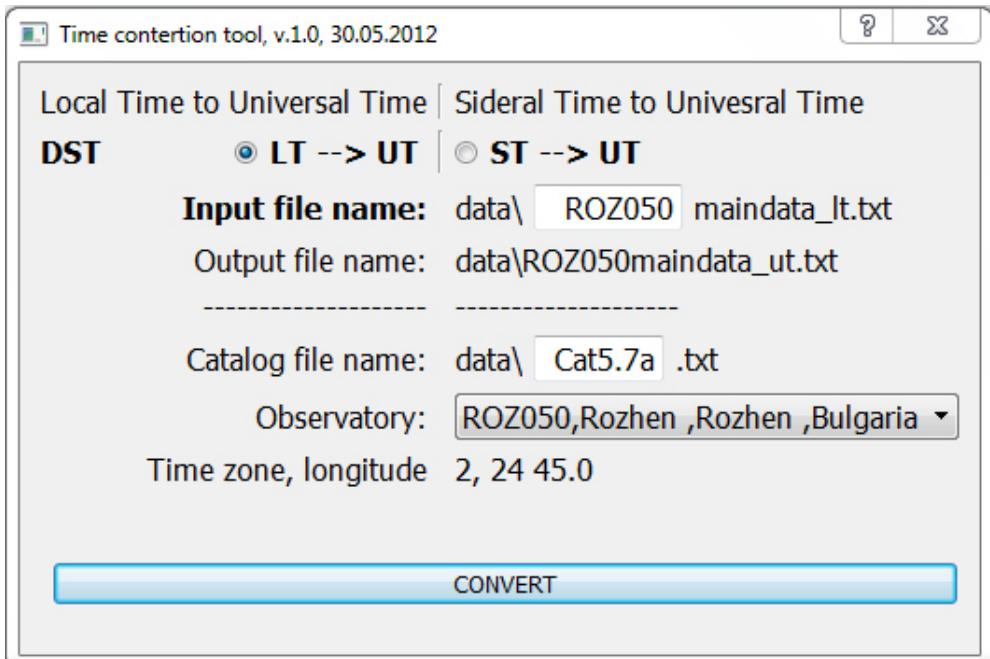 Time contertion tool, v.1.0, 30.05.2012
Local Time to Universal Time Sideral Time to Univesral Time
DST LT --> UT ST --> UT
Input file name: data\ ROZ050 maindata_lt.txt
Output file name: data\ROZ050maindata_ut.txt
-------------------- --------------------
Catalog file name: data\ Cat5.7a .txt
Observatory: ROZ050,Rozhen ,Rozhen ,Bulgaria
Time zone, longitude 2, 24 45.0
CONVERT